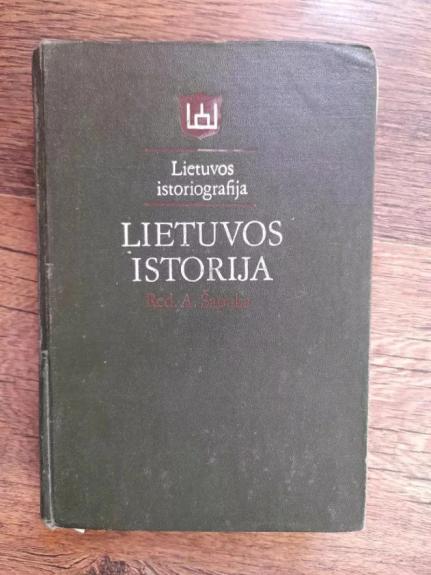 Lietuvos
istoriografija
LIETUVOS
ISTORIJA
Red. A. Šapoka